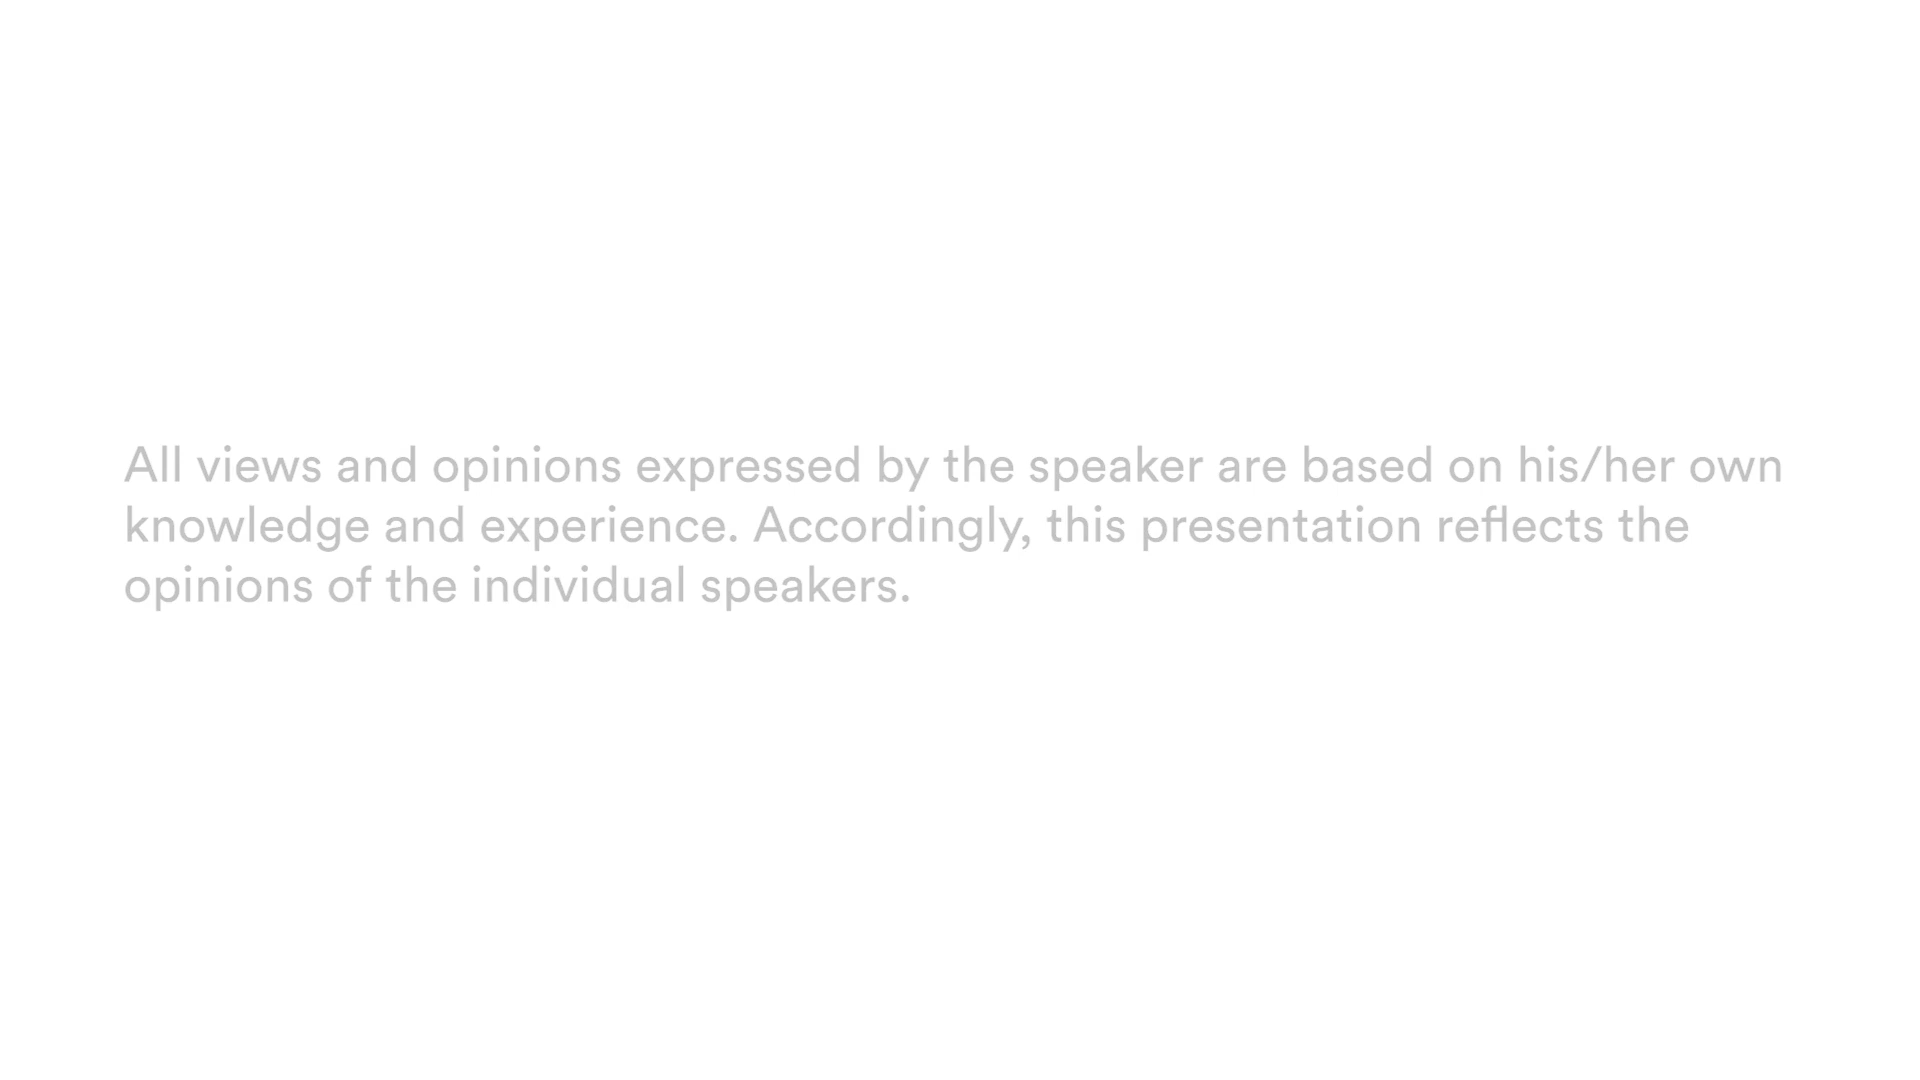 All views and opinions expressed by the speaker are based on his/her own
knowledge and experience. Accordingly, this presentation reflects the
opinions of the individual speakers.